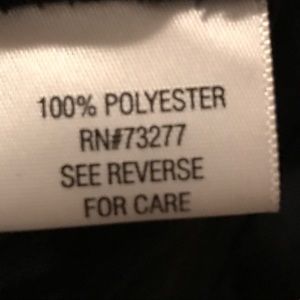 100% POLYESTER
RN#73277
SEE REVERSE
FOR CARE